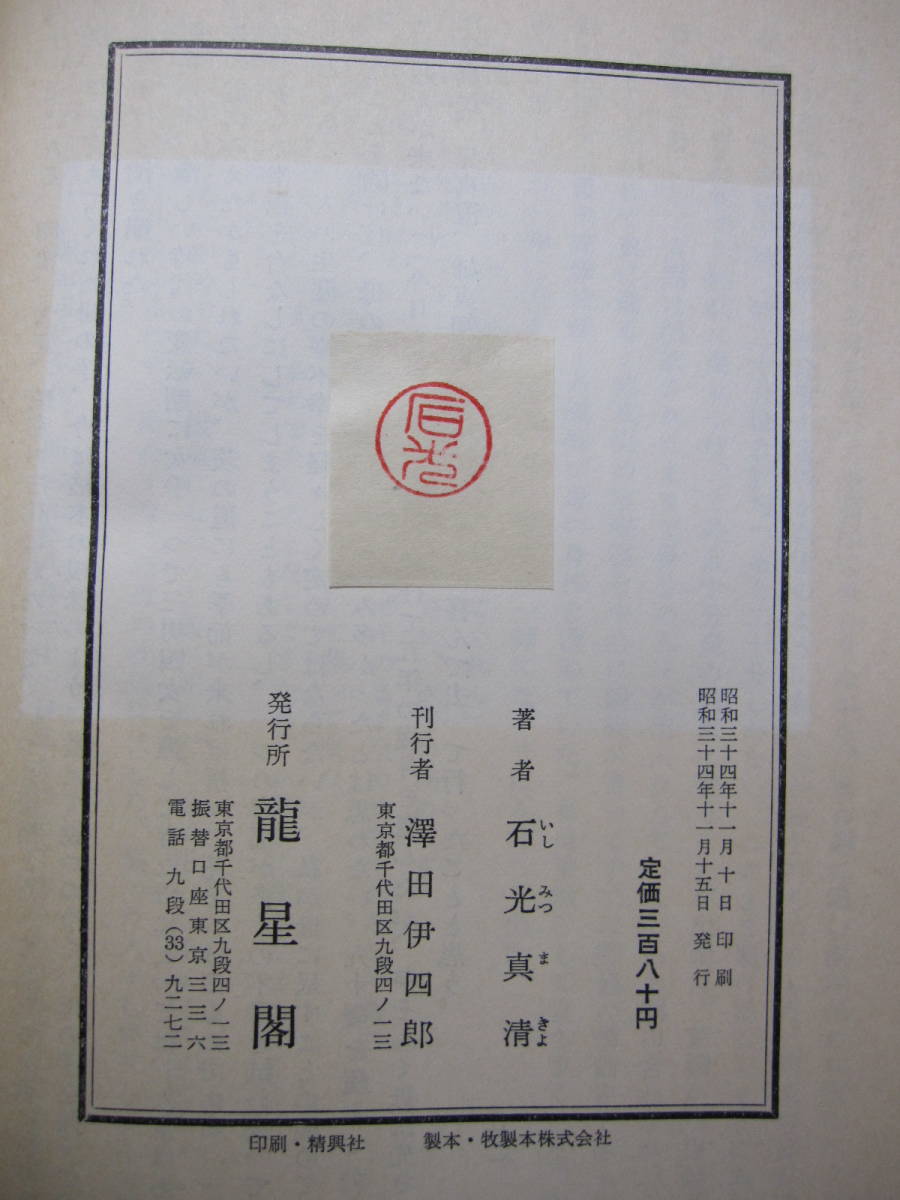 昭和三十四年十一月十日 印刷
昭和三十四年十一月十五日 発行
定価三百八十円
著者 石光真清
いし みつ ま きよ
刊行者 澤田伊四郎
東京都千代田区九段四ノ一三
発行所 龍星閣
東京都千代田区九段四ノ一三
振替口座東京三三六
電話 九段(33)九二七二
石光
印刷・精興社 製本・牧製本株式会社